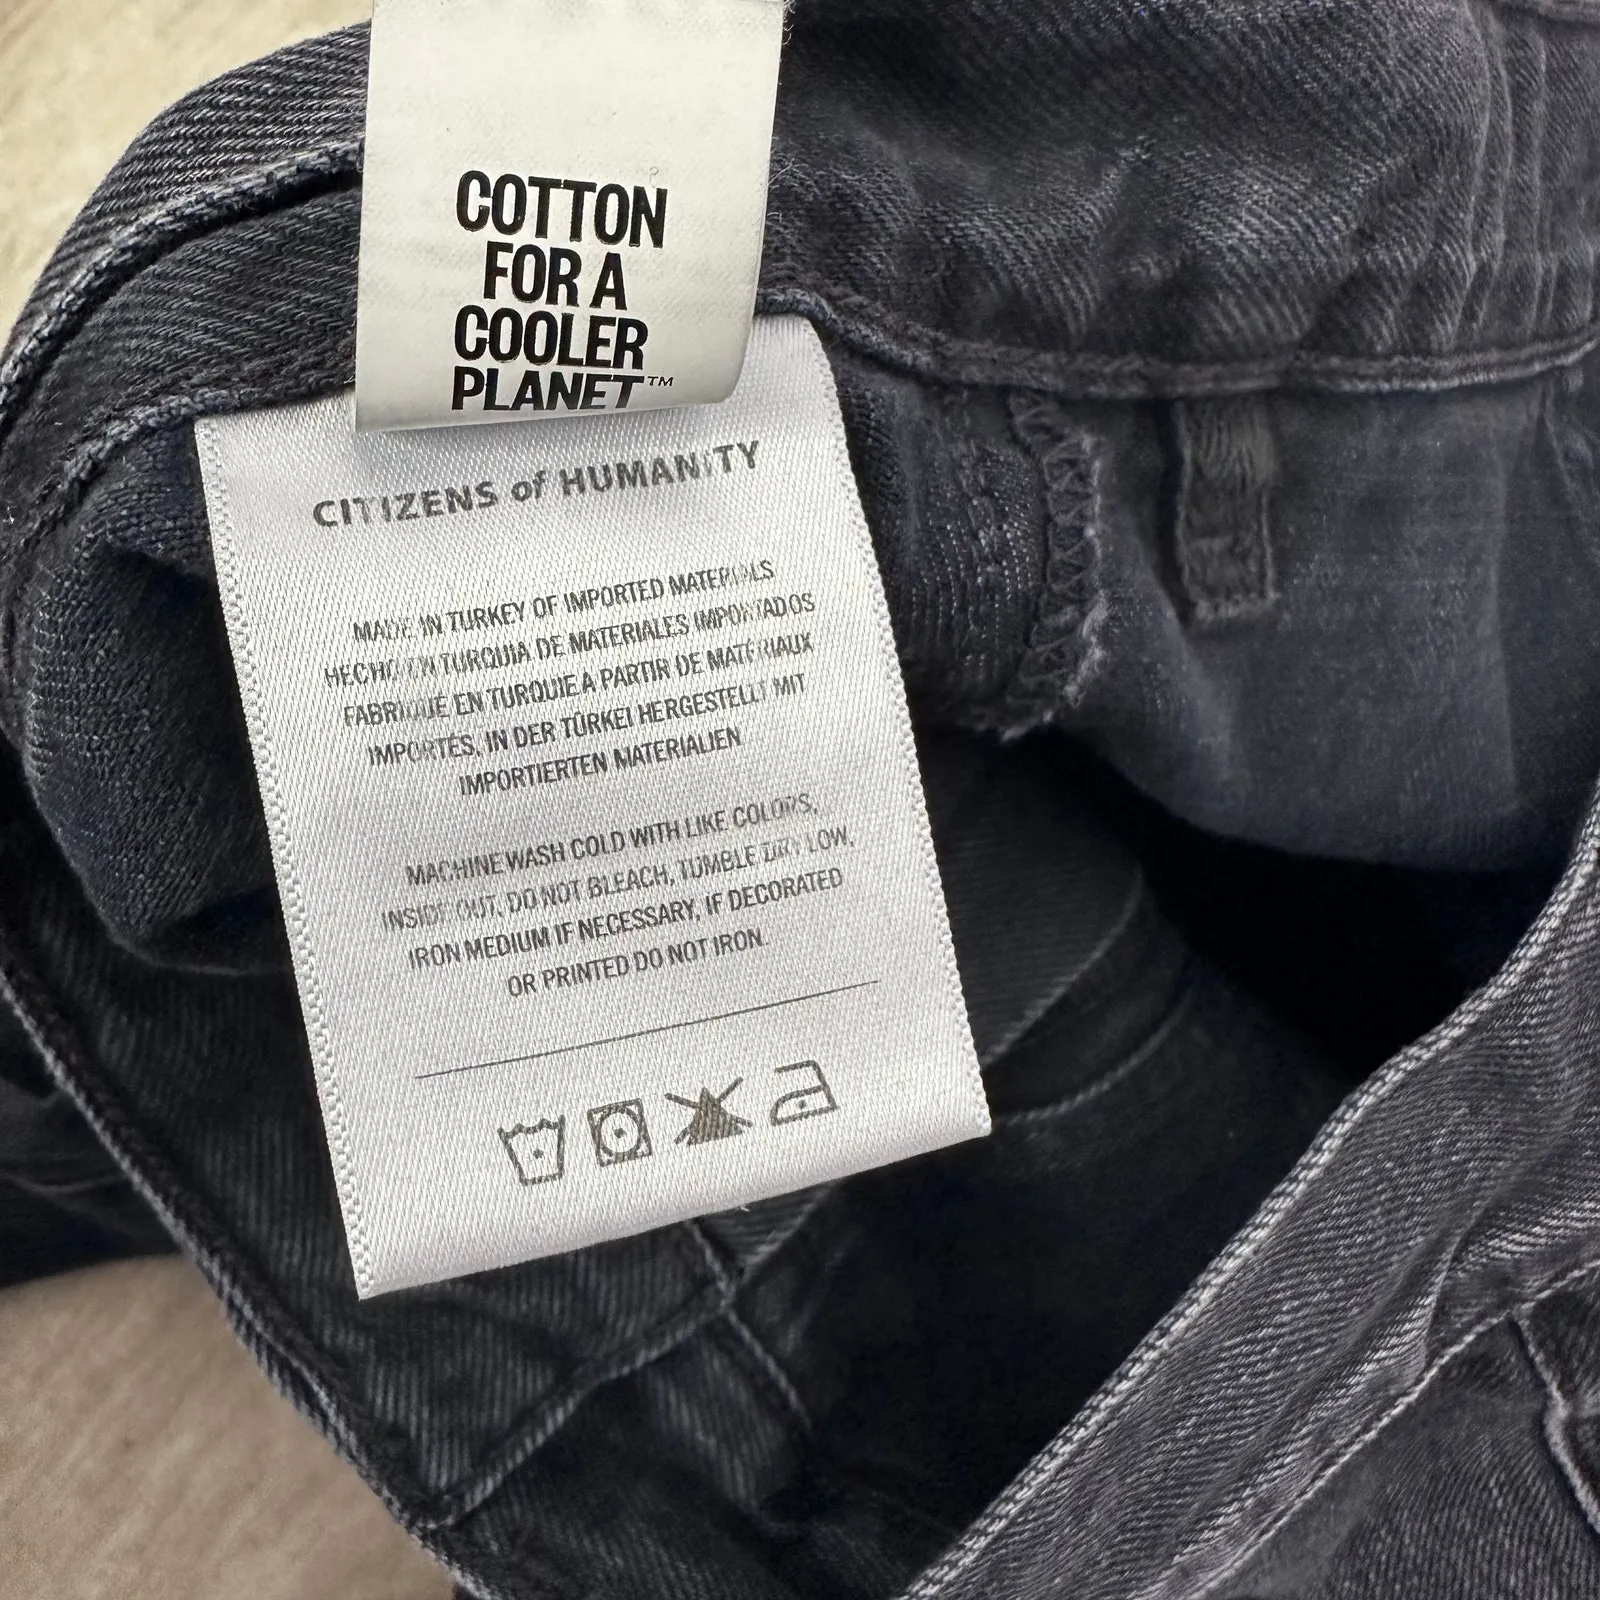 COTTON
FOR A
COOLER
PLANET™
CITIZENS of HUMANITY
MADE IN TURKEY OF IMPORTED MATERIALS
HECHO EN TURQUIA DE MATERIALES IMPORTADOS
FABRIQUE EN TURQUIE A PARTIR DE MATÉRIAUX
IMPORTÉS, IN DER TÜRKEI HERGESTELLT MIT
IMPORTIERTEN MATERIALIEN
MACHINE WASH COLD WITH LIKE COLORS,
INSIDE OUT, DO NOT BLEACH, TUMBLE DRY LOW,
IRON MEDIUM IF NECESSARY, IF DECORATED
OR PRINTED DO NOT IRON.